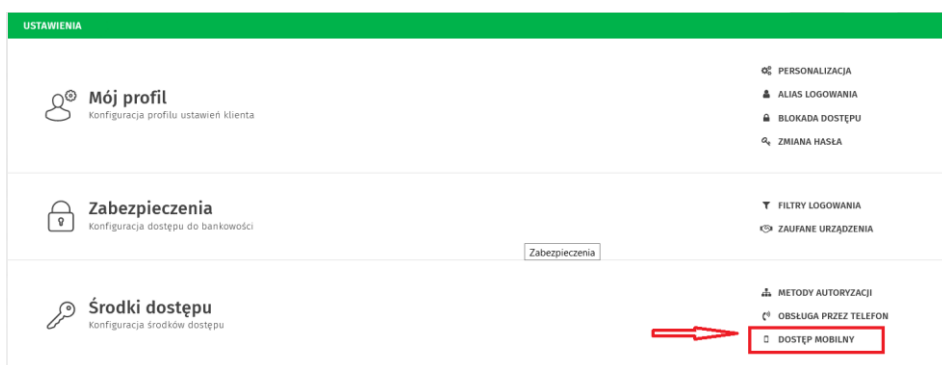 USTAWIENIA
Mój profil
Konfiguracja profilu ustawień klienta
PERSONALIZACJA
ALIAS LOGOWANIA
BLOKADA DOSTĘPU
ZMIANA HASŁA
Zabezpieczenia
Konfiguracja dostępu do bankowości
FILTRY LOGOWANIA
ZAUFANE URZĄDZENIA
Zabezpieczenia
Środki dostępu
Konfiguracja środków dostępu
METODY AUTORYZACJI
OBSŁUGA PRZEZ TELEFON
DOSTĘP MOBILNY